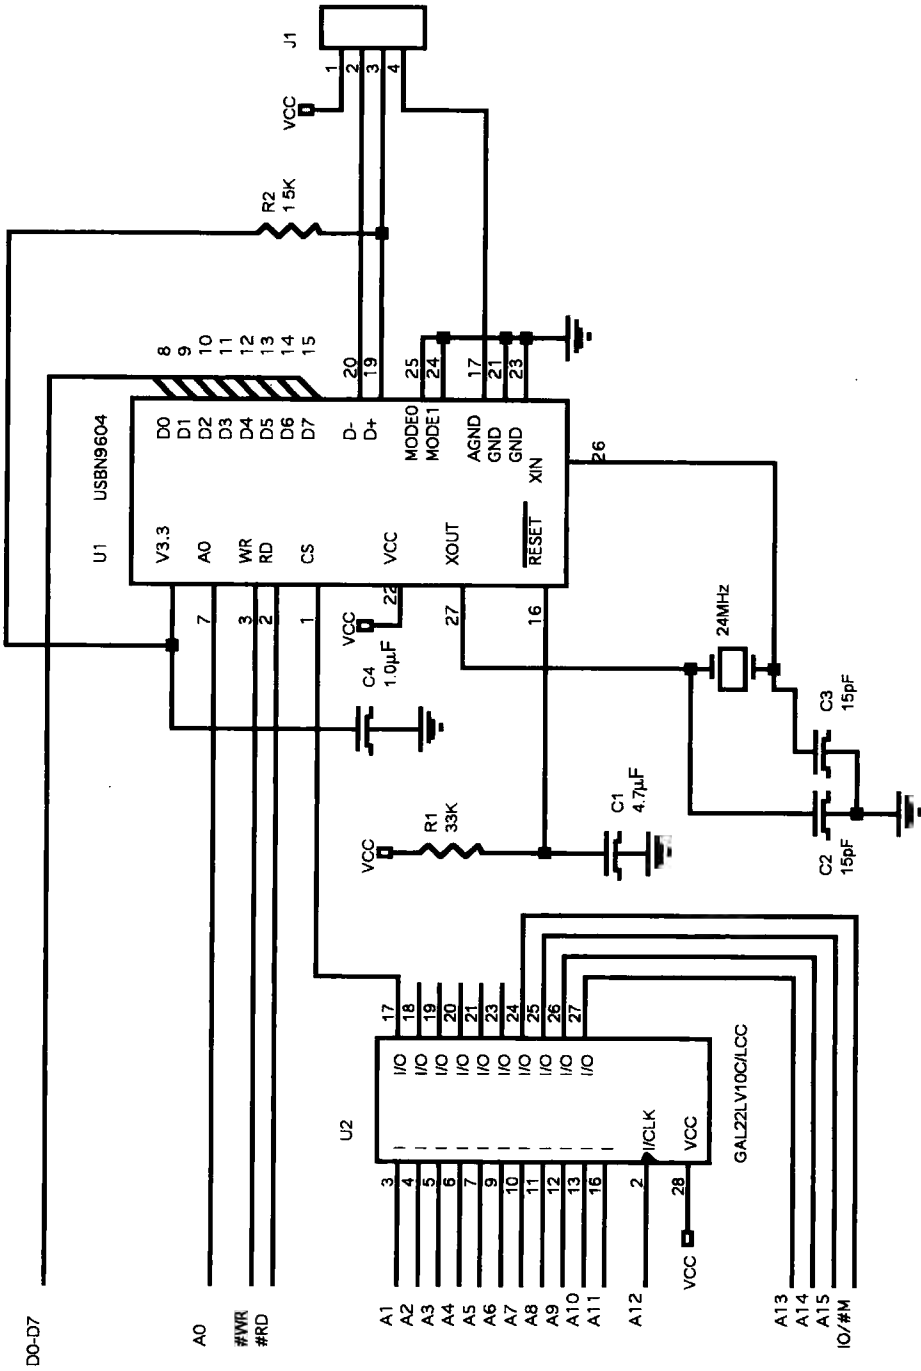 J1
1
2
3
4
VCC
R2
1 5K
8
9
10
11
12
13
14
15
20
19
25
24
17
21
23
USBN9604
U1
D0
D1
D2
D3
D4
D5
D6
D7
D-
D+
MODE0
MODE1
AGND
GND
GND
XIN
26
V3.3
A0
WR
RD
CS
VCC
XOUT
RESET
7
3
2
1
22
27
16
VCC
C4
1.0µF
24MHz
C3
15pF
C2
15pF
VCC
R1
33K
C1
4.7µF
17
18
19
20
21
23
24
25
26
27
I/O
I/O
I/O
I/O
I/O
I/O
I/O
I/O
I/O
I/O
U2
GAL22LV10C/LCC
I
I
I
I
I
I
I
I
I
I
I
I/CLK
VCC
3
4
5
6
7
9
10
11
12
13
16
2
28
D0-D7
A0
#WR
#RD
A1
A2
A3
A4
A5
A6
A7
A8
A9
A10
A11
A12
VCC
A13
A14
A15
IO/#M